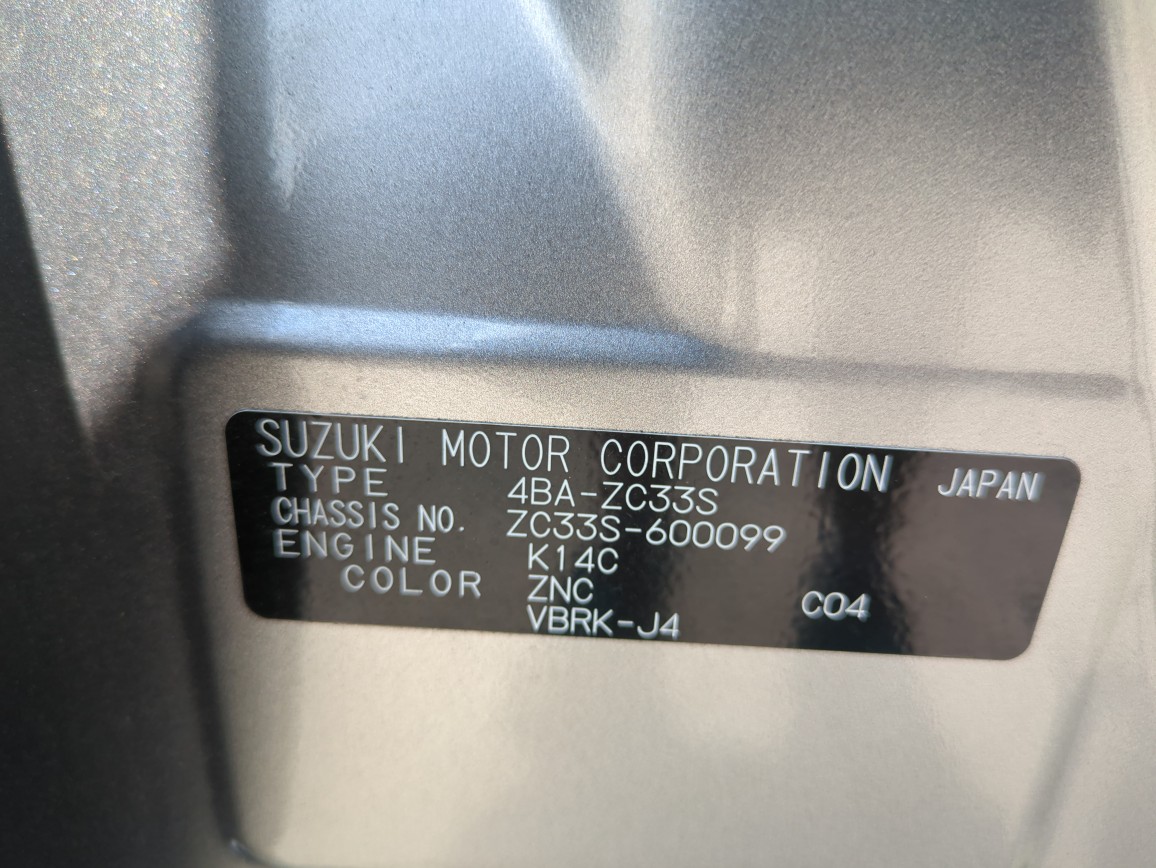 SUZUKI MOTOR CORPORATION JAPAN
TYPE 4BA-ZC33S
CHASSIS NO. ZC33S-600099
ENGINE K14C
COLOR ZNC C04
VBRK-J4